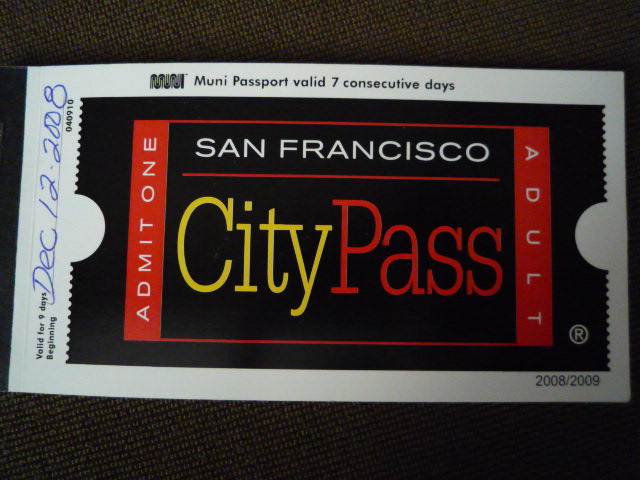 MUNI Muni Passport valid 7 consecutive days
Valid for 9 days
Beginning
Dec 12. 2008
040910
ADMIT ONE
SAN FRANCISCO
CityPass
ADULT
®
2008/2009